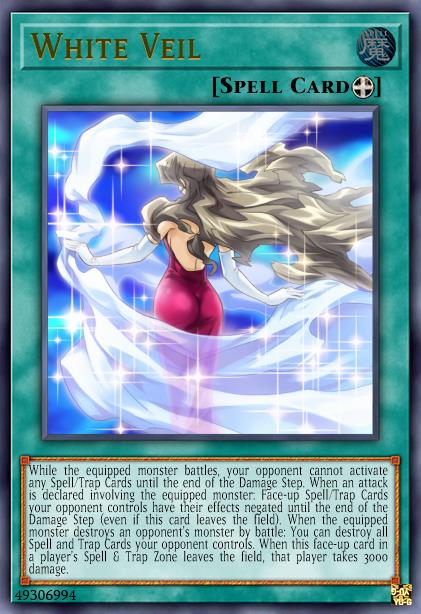 WHITE VEIL
魔
[SPELL CARD]
While the equipped monster battles, your opponent cannot activate
any Spell/Trap Cards until the end of the Damage Step. When an attack
is declared involving the equipped monster: Face-up Spell/Trap Cards
your opponent controls have their effects negated until the end of the
Damage Step (even if this card leaves the field). When the equipped
monster destroys an opponent's monster by battle: You can destroy all
Spell and Trap Cards your opponent controls. When this face-up card in
a player's Spell & Trap Zone leaves the field, that player takes 3000
damage.
49306994